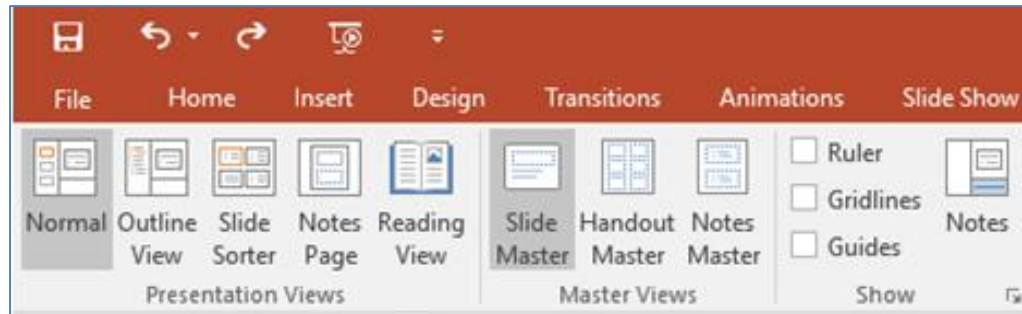 File Home Insert Design Transitions Animations Slide Show
Normal Outline View Slide Sorter Notes Page Reading View Slide Master Handout Master Notes Master Ruler Gridlines Guides Notes
Presentation Views Master Views Show